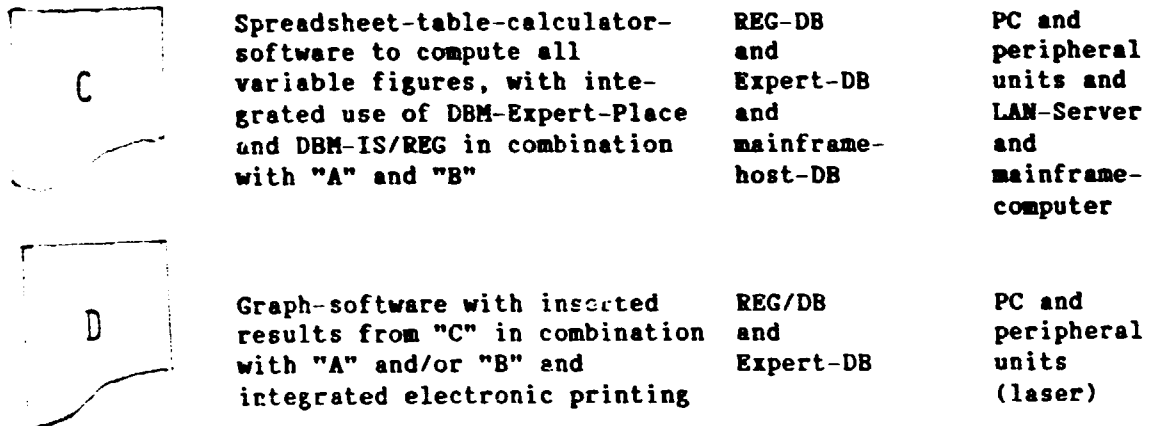 C
Spreadsheet-table-calculator-
software to compute all
variable figures, with inte-
grated use of DBM-Expert-Place
and DBM-IS/REG in combination
with "A" and "B"
REG-DB
and
Expert-DB
and
mainframe-
host-DB
PC and
peripheral
units and
LAN-Server
and
mainframe-
computer
D
Graph-software with inserted
results from "C" in combination
with "A" and/or "B" and
integrated electronic printing
REG/DB
and
Expert-DB
PC and
peripheral
units
(laser)